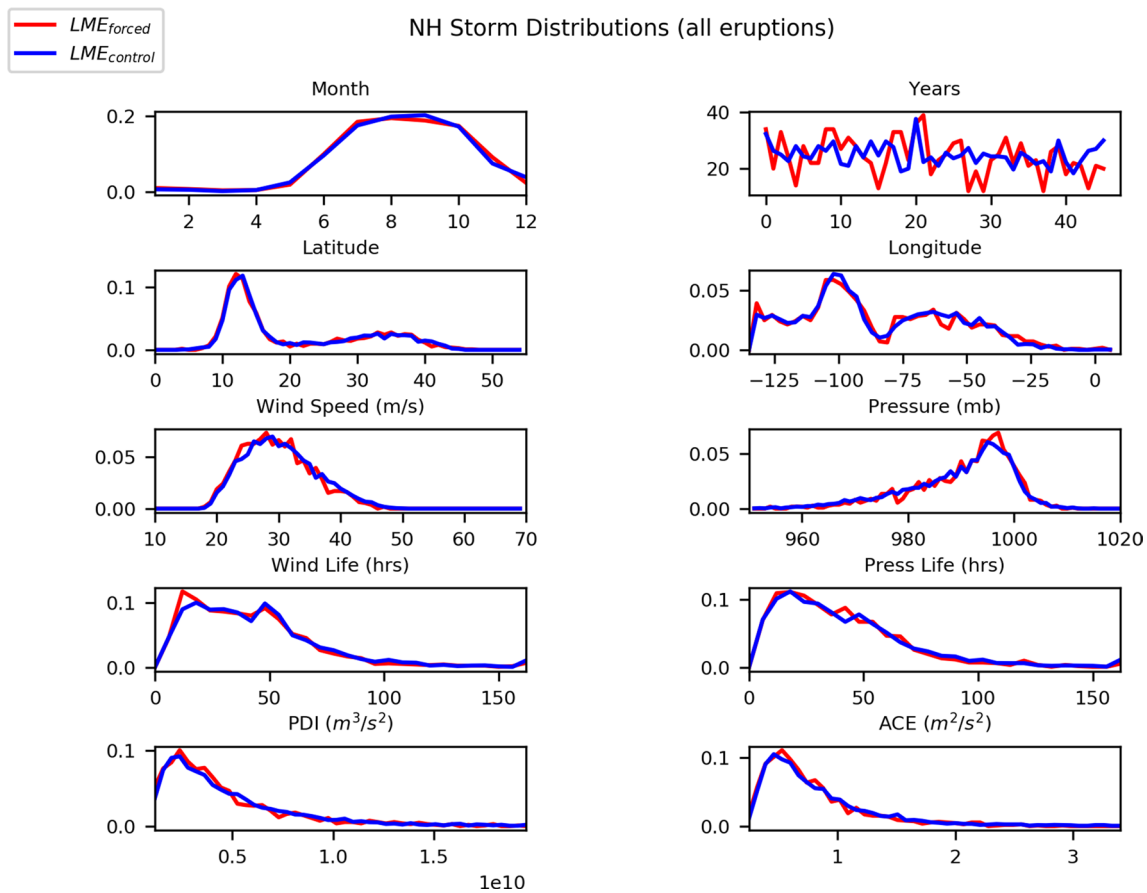 LME_forced
LME_control
NH Storm Distributions (all eruptions)
Month
Years
0.2
0.0
2 4 6 8 10 12
40
20
0 10 20 30 40
Latitude
Longitude
0.1
0.0
0 10 20 30 40 50
0.05
0.00
−125 −100 −75 −50 −25 0
Wind Speed (m/s)
Pressure (mb)
0.05
0.00
10 20 30 40 50 60 70
0.05
0.00
960 980 1000 1020
Wind Life (hrs)
Press Life (hrs)
0.1
0.0
0 50 100 150
0.1
0.0
0 50 100 150
PDI (m³/s²)
ACE (m²/s²)
0.1
0.0
0.5 1.0 1.5
1e10
0.1
0.0
1 2 3